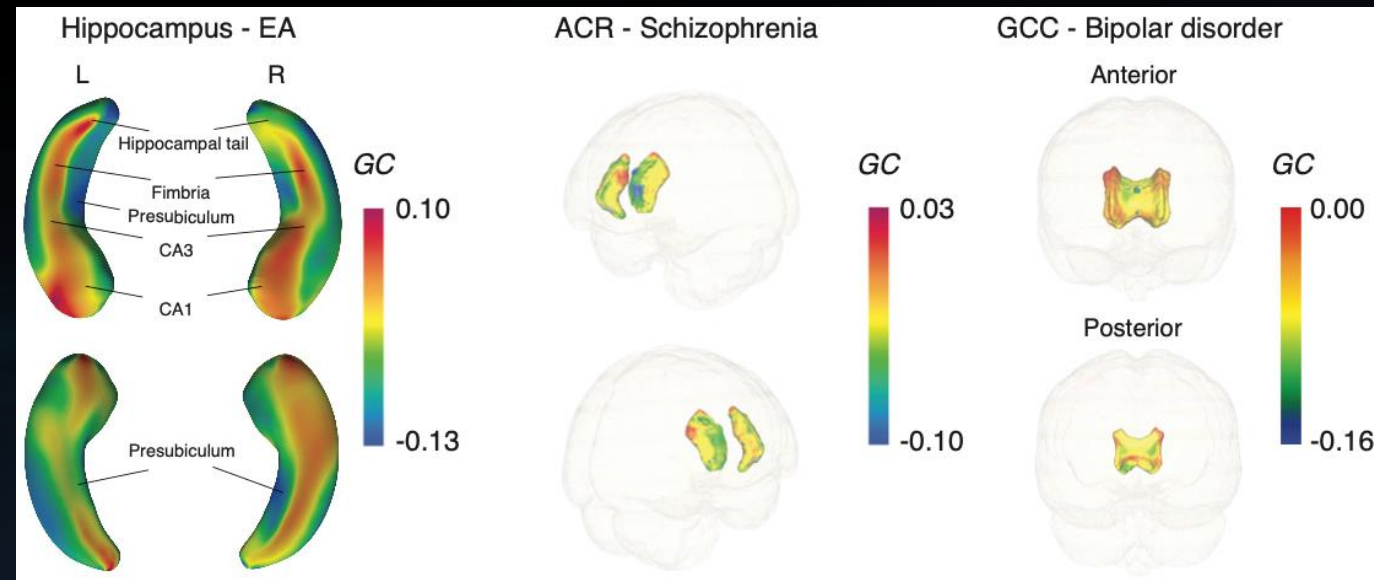 Hippocampus - EA
L
R
Hippocampal tail
Fimbria
Presubiculum
CA3
CA1
Presubiculum
GC
0.10
-0.13
ACR - Schizophrenia
GC
0.03
-0.10
GCC - Bipolar disorder
Anterior
Posterior
GC
0.00
-0.16